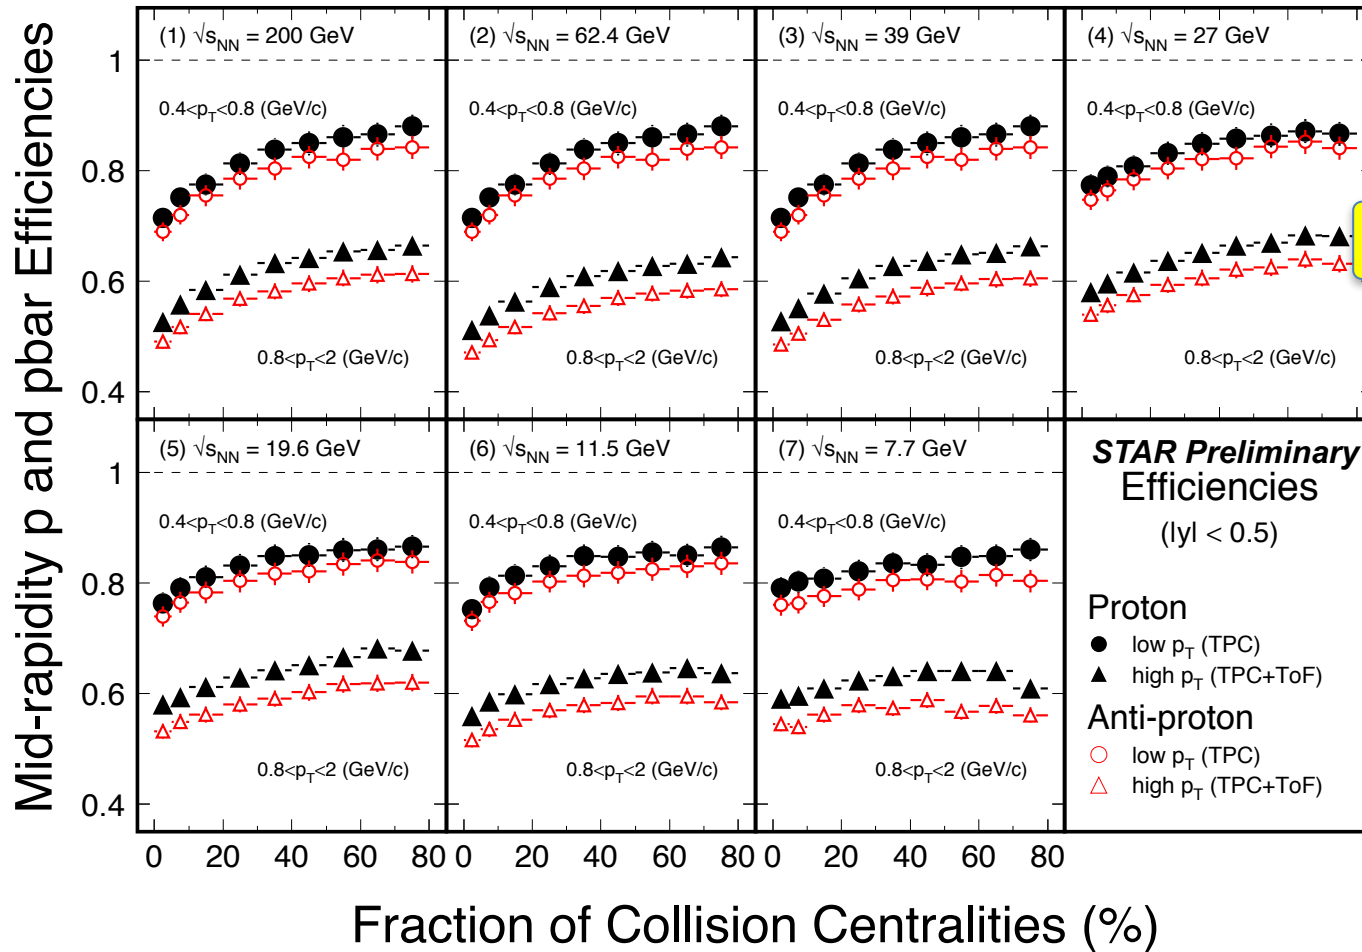 Mid-rapidity p and pbar Efficiencies
(1) √sNN = 200 GeV
0.4<pT<0.8 (GeV/c)
0.8<pT<2 (GeV/c)
(2) √sNN = 62.4 GeV
0.4<pT<0.8 (GeV/c)
0.8<pT<2 (GeV/c)
(3) √sNN = 39 GeV
0.4<pT<0.8 (GeV/c)
0.8<pT<2 (GeV/c)
(4) √sNN = 27 GeV
0.4<pT<0.8 (GeV/c)
0.8<pT<2 (GeV/c)
1
0.8
0.6
0.4
(5) √sNN = 19.6 GeV
0.4<pT<0.8 (GeV/c)
0.8<pT<2 (GeV/c)
(6) √sNN = 11.5 GeV
0.4<pT<0.8 (GeV/c)
0.8<pT<2 (GeV/c)
(7) √sNN = 7.7 GeV
0.4<pT<0.8 (GeV/c)
0.8<pT<2 (GeV/c)
1
0.8
0.6
0.4
STAR Preliminary
Efficiencies
(|y| < 0.5)
Proton
low pT (TPC)
high pT (TPC+ToF)
Anti-proton
low pT (TPC)
high pT (TPC+ToF)
0 20 40 60 80
0 20 40 60 80
0 20 40 60 80
Fraction of Collision Centralities (%)